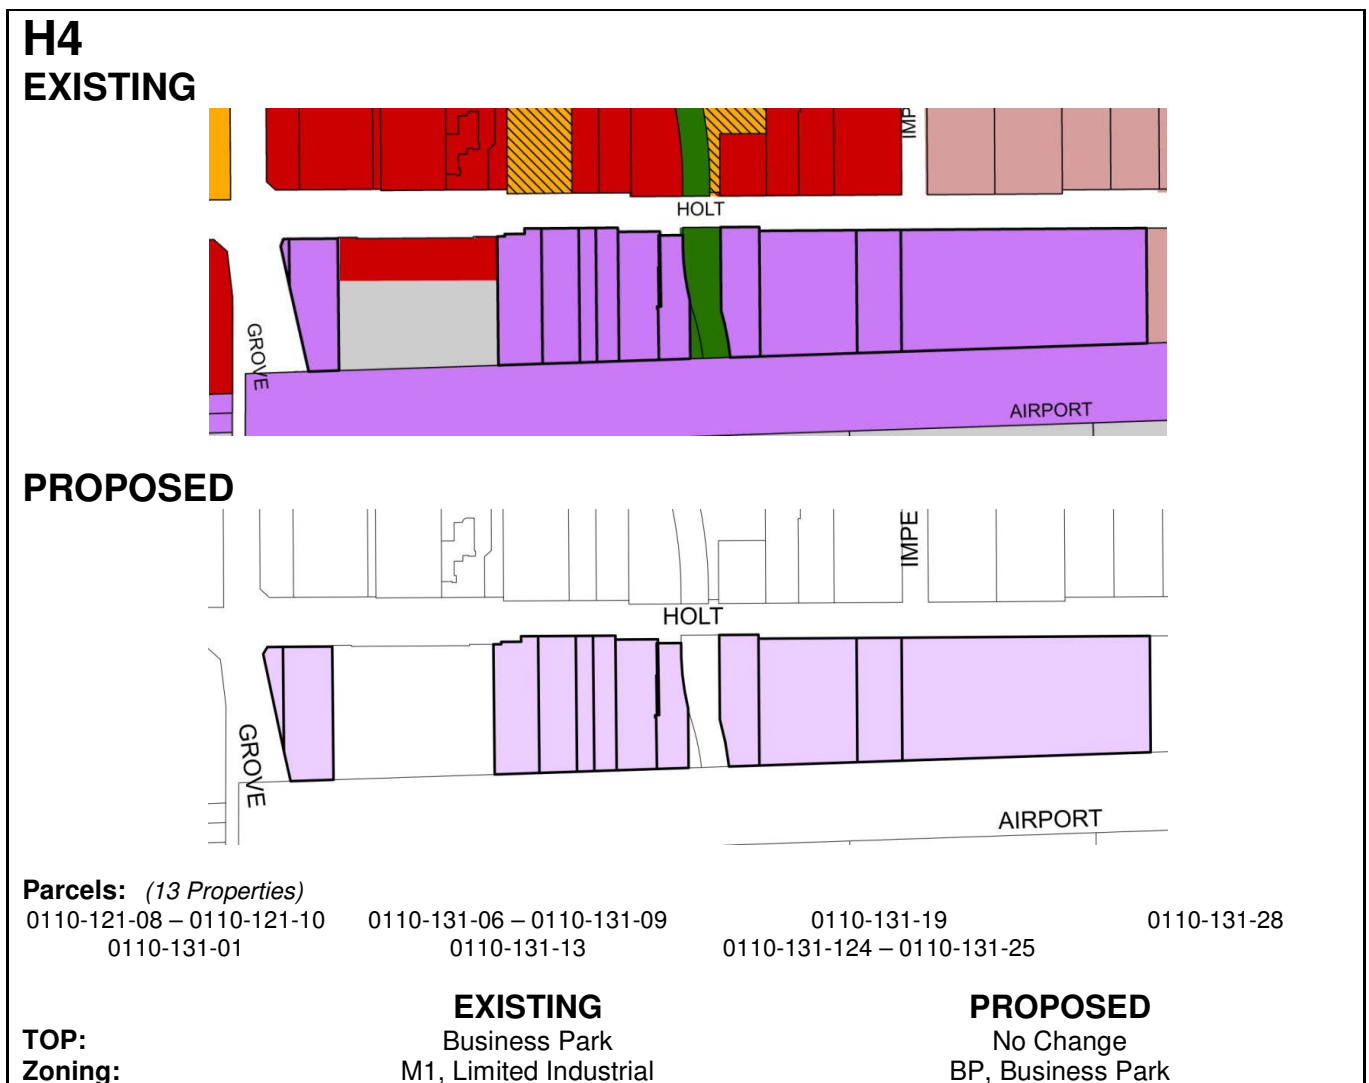 H4
EXISTING
IMP
HOLT
GROVE
AIRPORT
PROPOSED
IMPE
HOLT
GROVE
AIRPORT
Parcels: (13 Properties)
0110-121-08 – 0110-121-10 0110-131-06 – 0110-131-09 0110-131-19 0110-131-28
0110-131-01 0110-131-13 0110-131-124 – 0110-131-25
EXISTING PROPOSED
TOP: Business Park No Change
Zoning: M1, Limited Industrial BP, Business Park